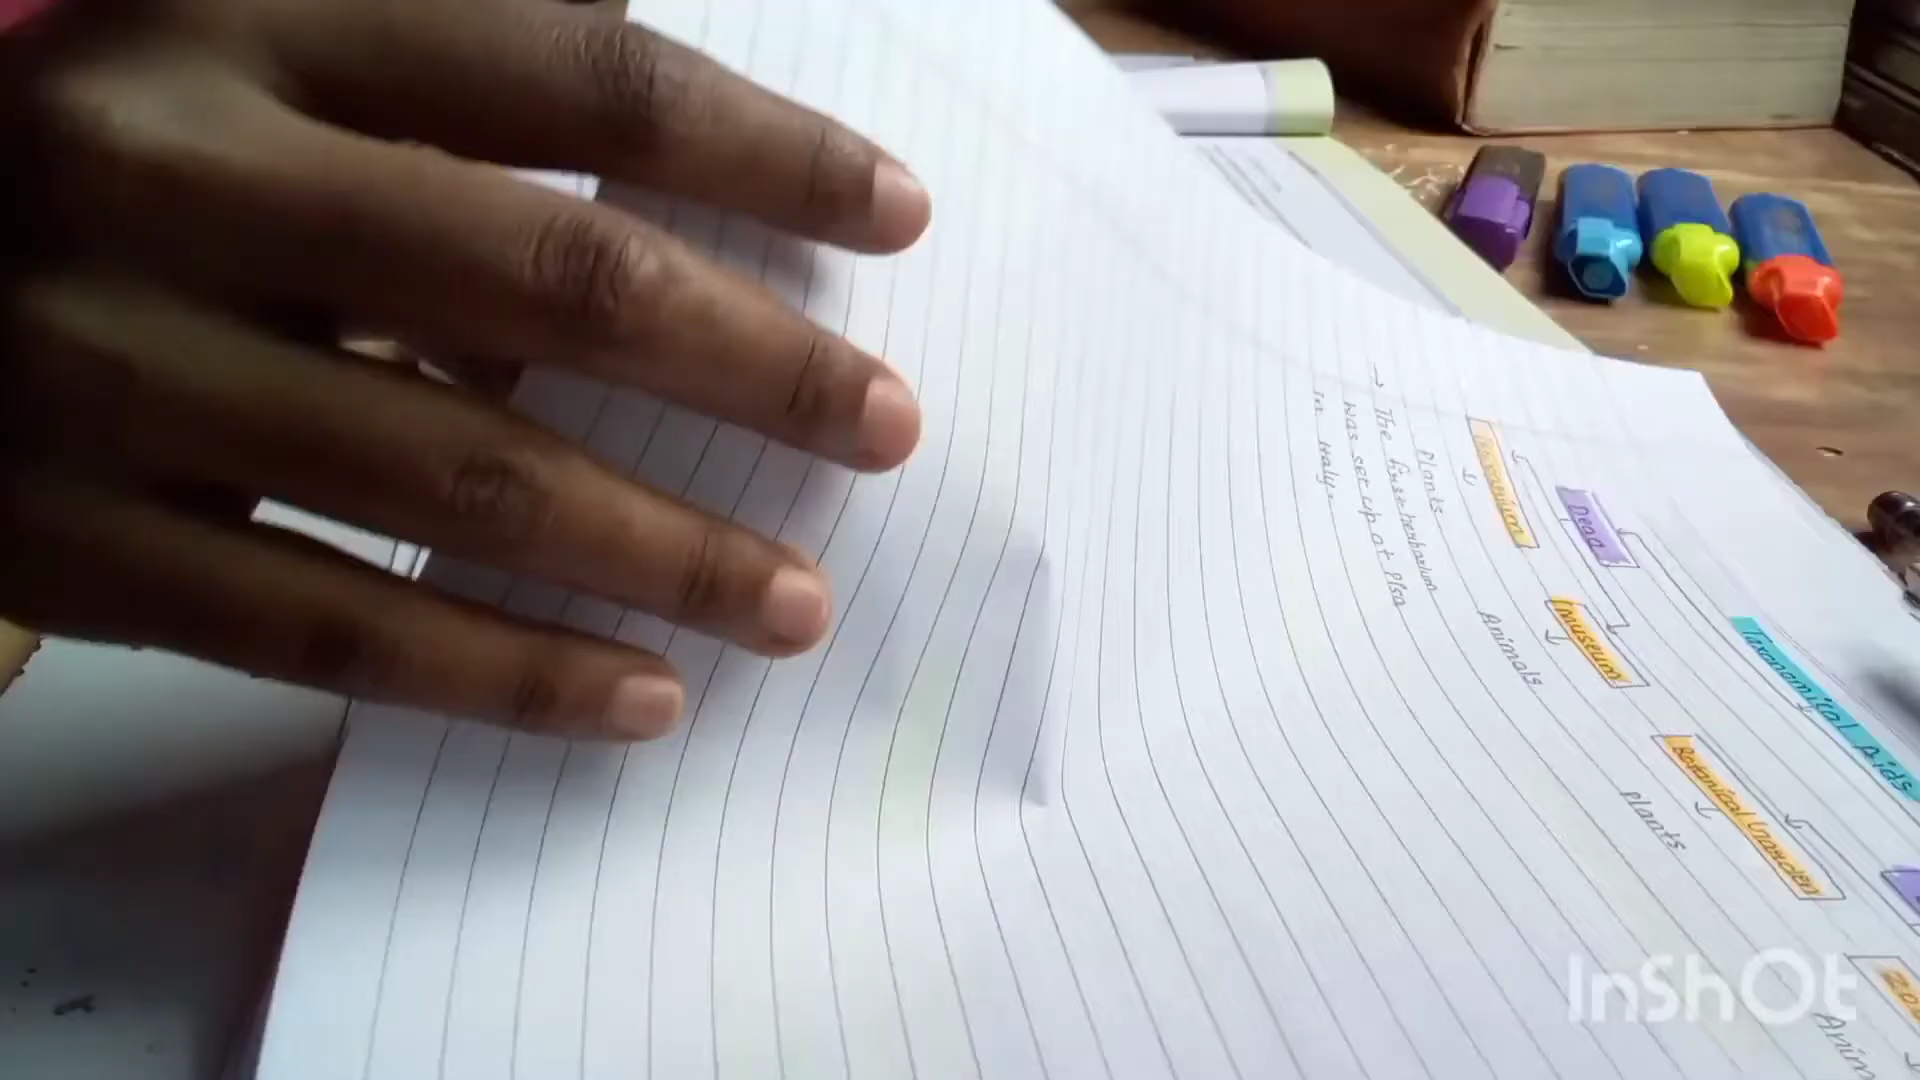 Taxonomical Aids
Dead
Herbarium
Museum
Botanical Garden
Plants
Animals.
Plants
→ The first herbarium
was set up at Pisa
in Italy.
InShOt